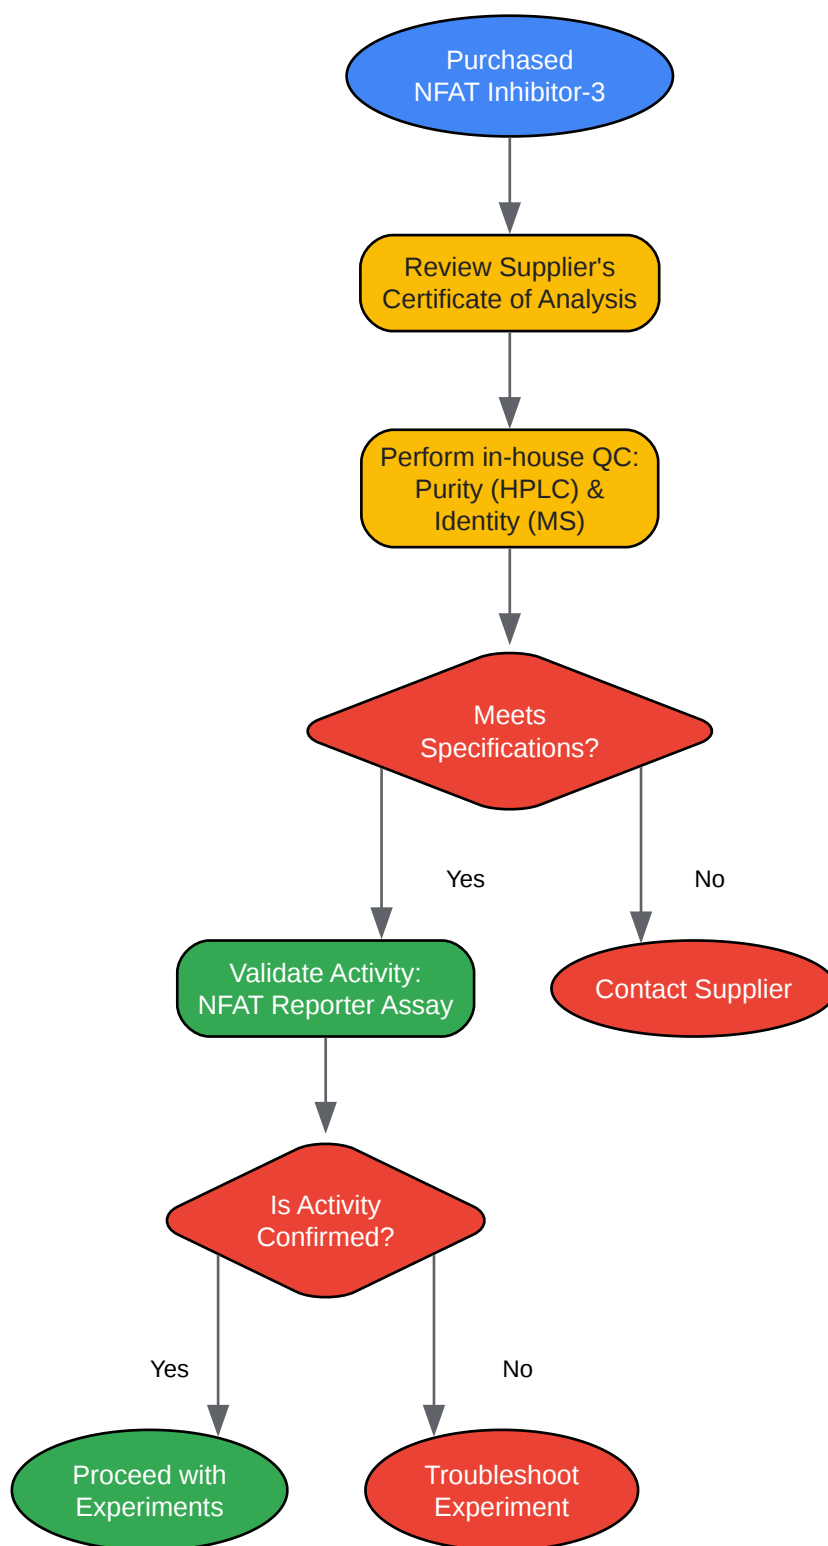 Purchased
NFAT Inhibitor-3
Review Supplier's
Certificate of Analysis
Perform in-house QC:
Purity (HPLC) &
Identity (MS)
Meets
Specifications?
Yes
No
Validate Activity:
NFAT Reporter Assay
Contact Supplier
Is Activity
Confirmed?
Yes
No
Proceed with
Experiments
Troubleshoot
Experiment